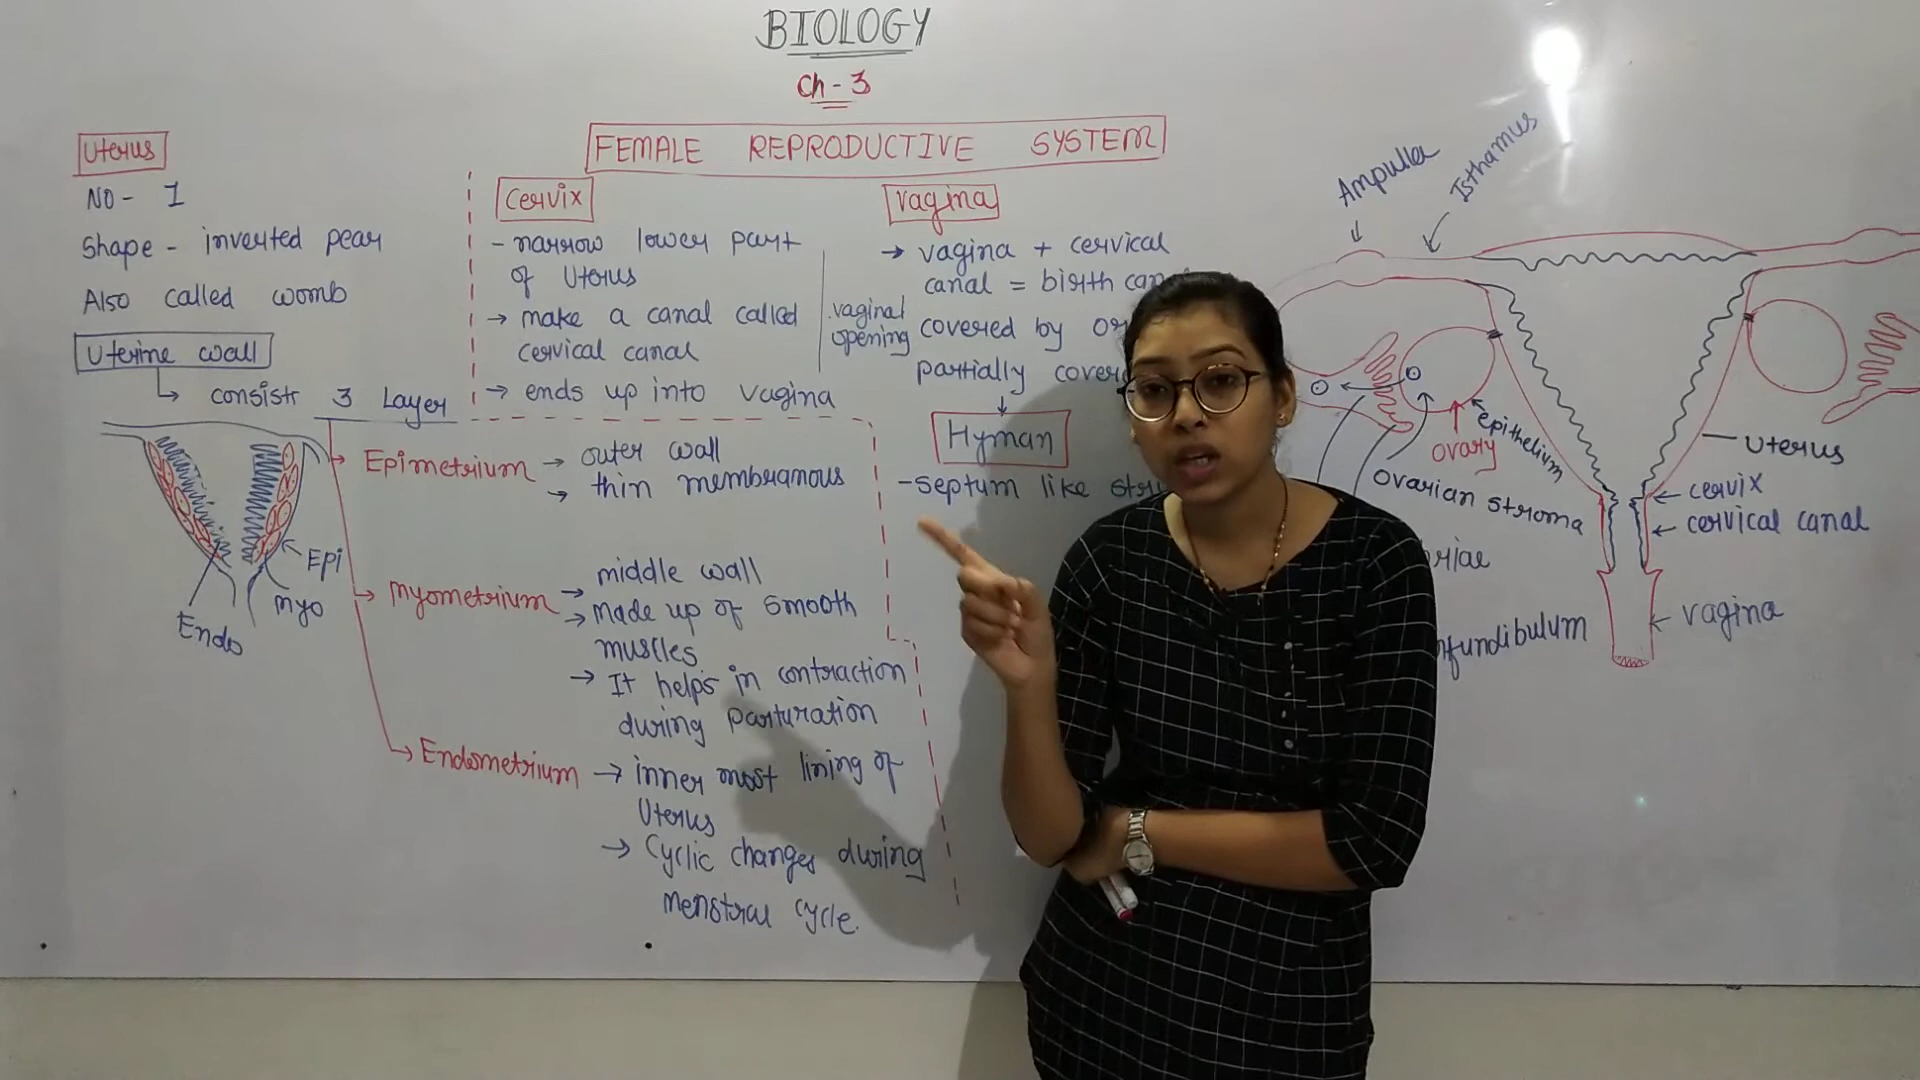 BIOLOGY
Ch - 3
FEMALE REPRODUCTIVE SYSTEM
Uterus
NO - 1
Shape - inverted pear
Also called womb
Uterine wall
consist 3 Layer
Endo
Myo
Epi
Epimetrium → outer wall
→ thin membranous
Myometrium → middle wall
→ Made up of smooth
muscles.
→ It helps in contraction
during parturation
Endometrium → inner most lining of
Uterus
→ Cyclic changes during
menstrual cycle.
Cervix
- narrow lower part
of Uterus
→ make a canal called
cervical canal
→ ends up into vagina
Vagina
→ vagina + cervical
canal = birth
vaginal
opening
covered by
partially
Hyman
- septum like
Ampulla
Isthamus
epithelium
ovary
ovarian stroma
Uterus
cervix
cervical canal
vagina